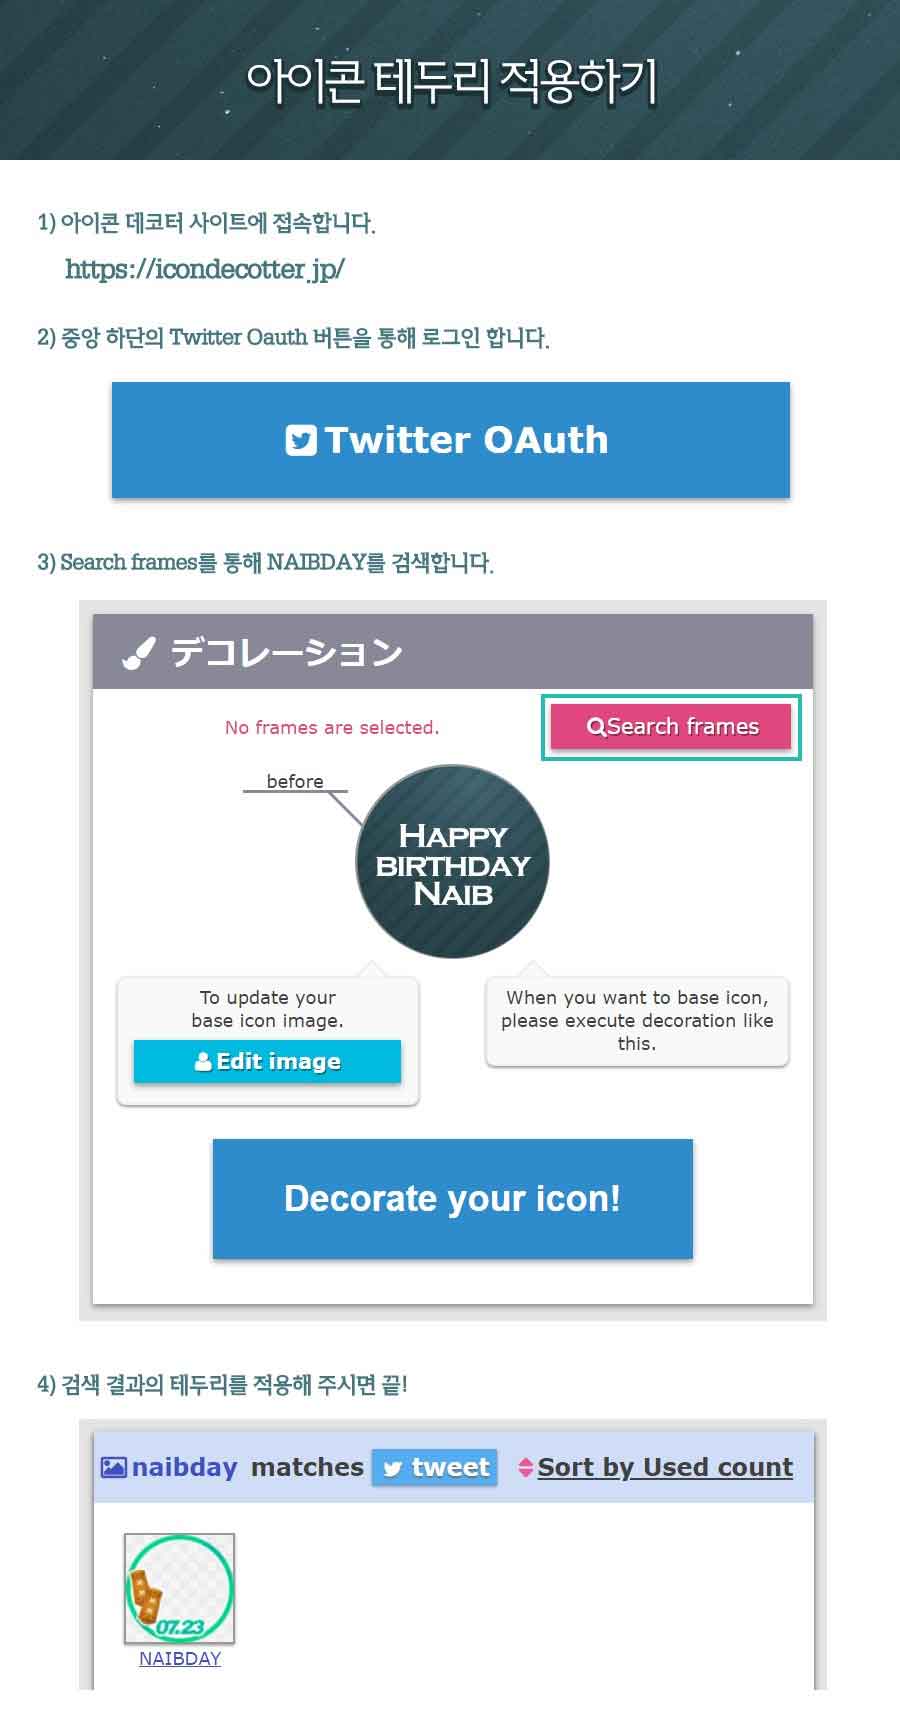 아이콘 테두리 적용하기
1) 아이콘 데코터 사이트에 접속합니다.
https://icondecotter.jp/
2) 중앙 하단의 Twitter Oauth 버튼을 통해 로그인 합니다.
Twitter OAuth
3) Search frames를 통해 NAIBDAY를 검색합니다.
デコレーション
No frames are selected.
Search frames
before
HAPPY
BIRTHDAY
NAIB
To update your
base icon image.
Edit image
When you want to base icon,
please execute decoration like
this.
Decorate your icon!
4) 검색 결과의 테두리를 적용해 주시면 끝!
naibday matches tweet Sort by Used count
07.23
NAIBDAY